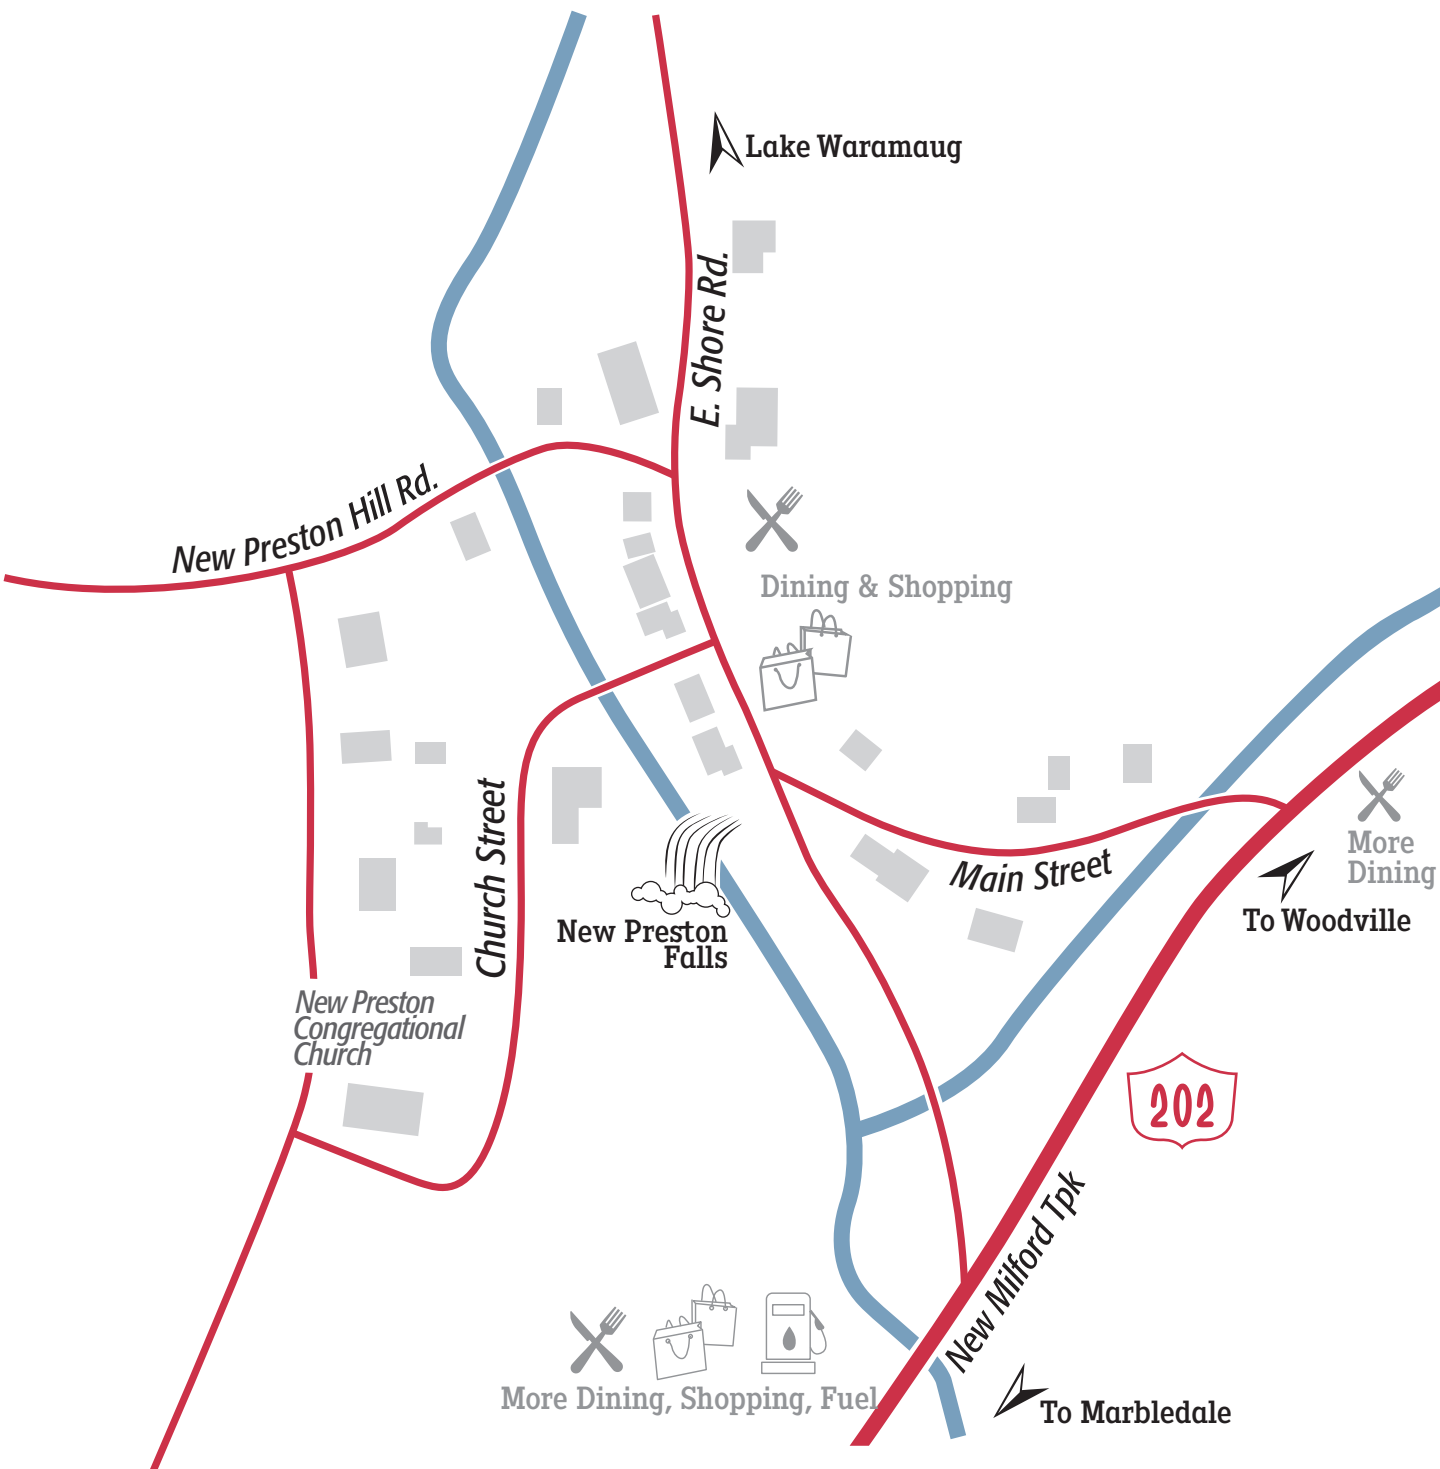 Lake Waramaug
E. Shore Rd.
New Preston Hill Rd.
Dining & Shopping
Church Street
Main Street
More
Dining
To Woodville
New Preston
Falls
New Preston
Congregational
Church
202
New Milford Tpk
More Dining, Shopping, Fuel
To Marbledale